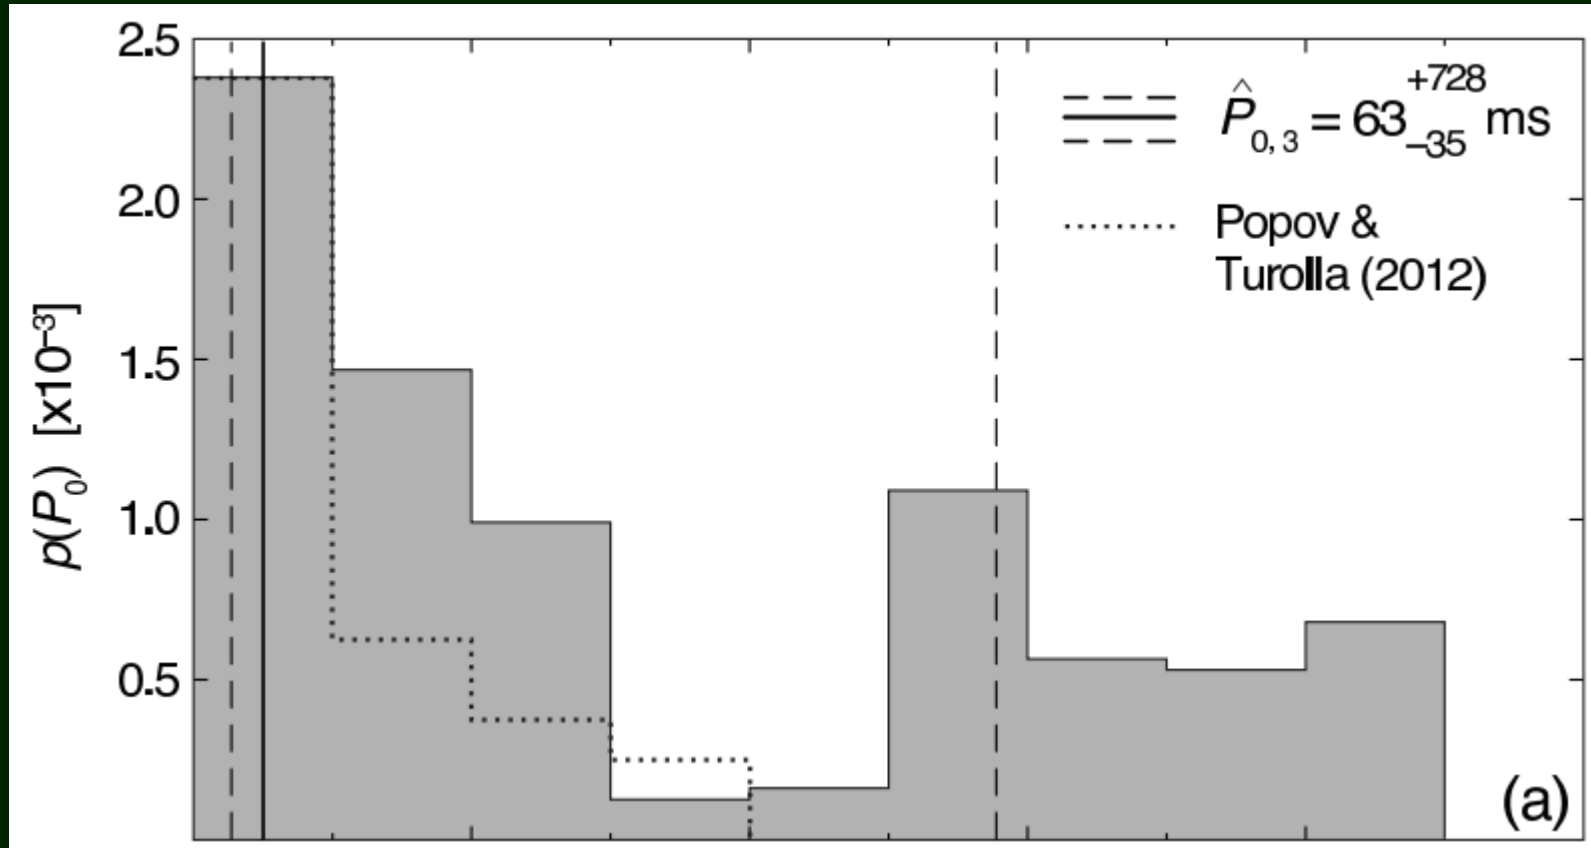 2.5
2.0
1.5
1.0
0.5
p(P₀) [x10⁻³]
P̂₀,₃ = 63⁺⁷²⁸₋₃₅ ms
Popov &
Turolla (2012)
(a)